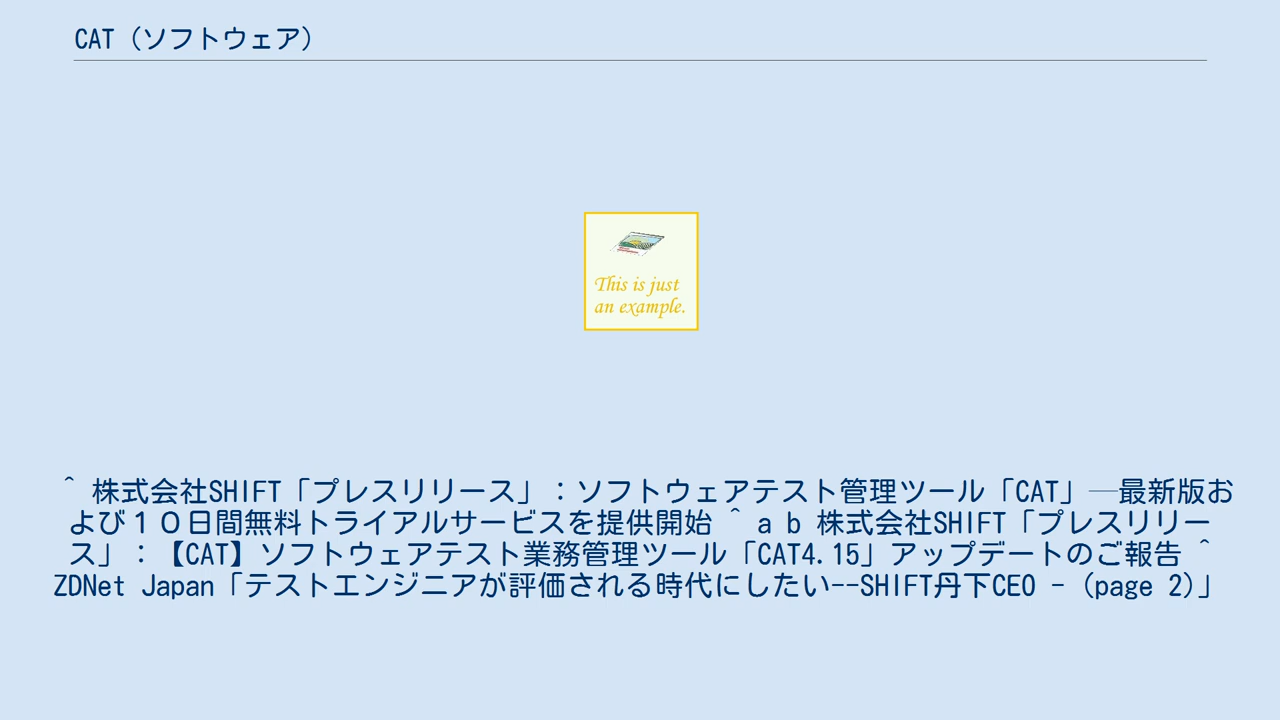 CAT（ソフトウェア）
This is just
an example.
^ 株式会社SHIFT「プレスリリース」：ソフトウェアテスト管理ツール「CAT」―最新版お
よび１０日間無料トライアルサービスを提供開始 ^ a b 株式会社SHIFT「プレスリリー
ス」：【CAT】ソフトウェアテスト業務管理ツール「CAT4.15」アップデートのご報告 ^
ZDNet Japan「テストエンジニアが評価される時代にしたい--SHIFT丹下CEO - (page 2)」